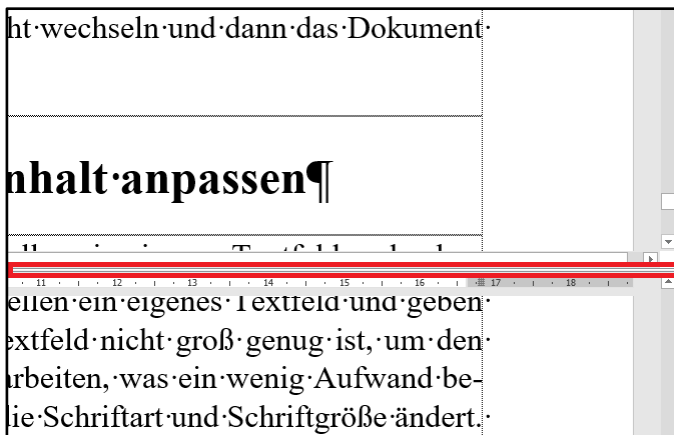 ht·wechseln·und·dann·das·Dokument·
nhalt·anpassen¶
11 12 13 14 15 16 17 18
ellen·ein·eigenes·Textfeld·und·geben·
extfeld·nicht·groß·genug·ist,·um·den·
arbeiten,·was·ein·wenig·Aufwand·be-
lie·Schriftart·und·Schriftgröße·ändert.·